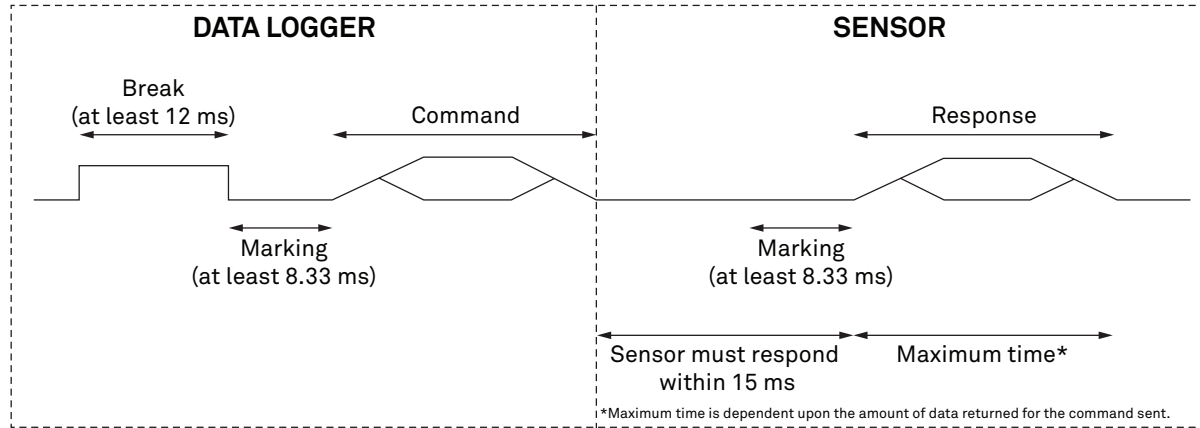 DATA LOGGER
SENSOR
Break
(at least 12 ms)
Command
Response
Marking
(at least 8.33 ms)
Marking
(at least 8.33 ms)
Sensor must respond
within 15 ms
Maximum time*
*Maximum time is dependent upon the amount of data returned for the command sent.